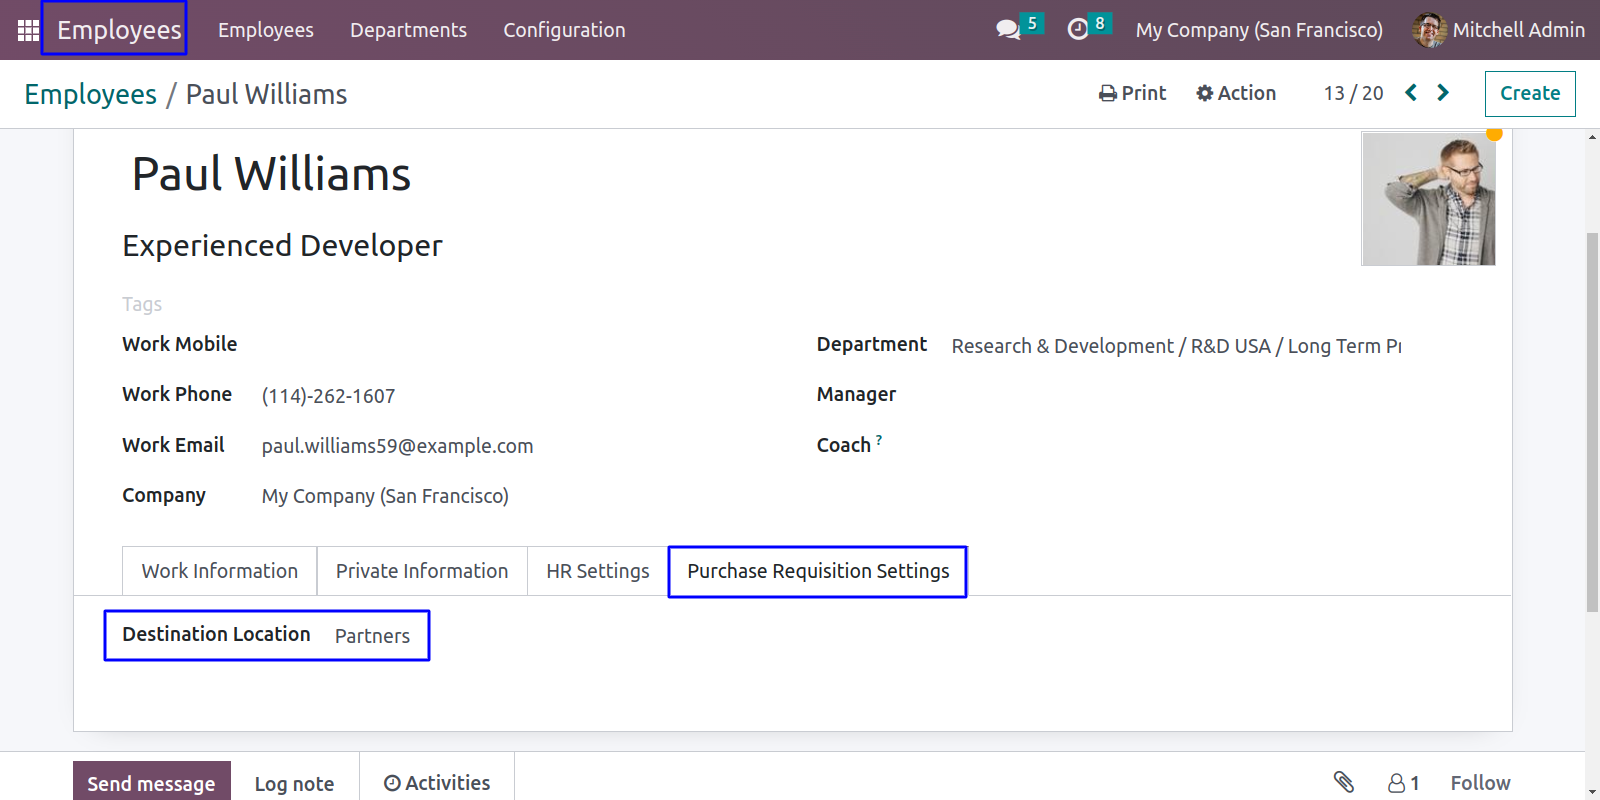 Employees Employees Departments Configuration 5 8 My Company (San Francisco) Mitchell Admin
Employees / Paul Williams Print Action 13 / 20 Create
Paul Williams
Experienced Developer
Tags
Work Mobile
Department Research & Development / R&D USA / Long Term Pr
Work Phone (114)-262-1607
Manager
Work Email paul.williams59@example.com
Coach ?
Company My Company (San Francisco)
Work Information Private Information HR Settings Purchase Requisition Settings
Destination Location Partners
Send message Log note Activities 1 Follow